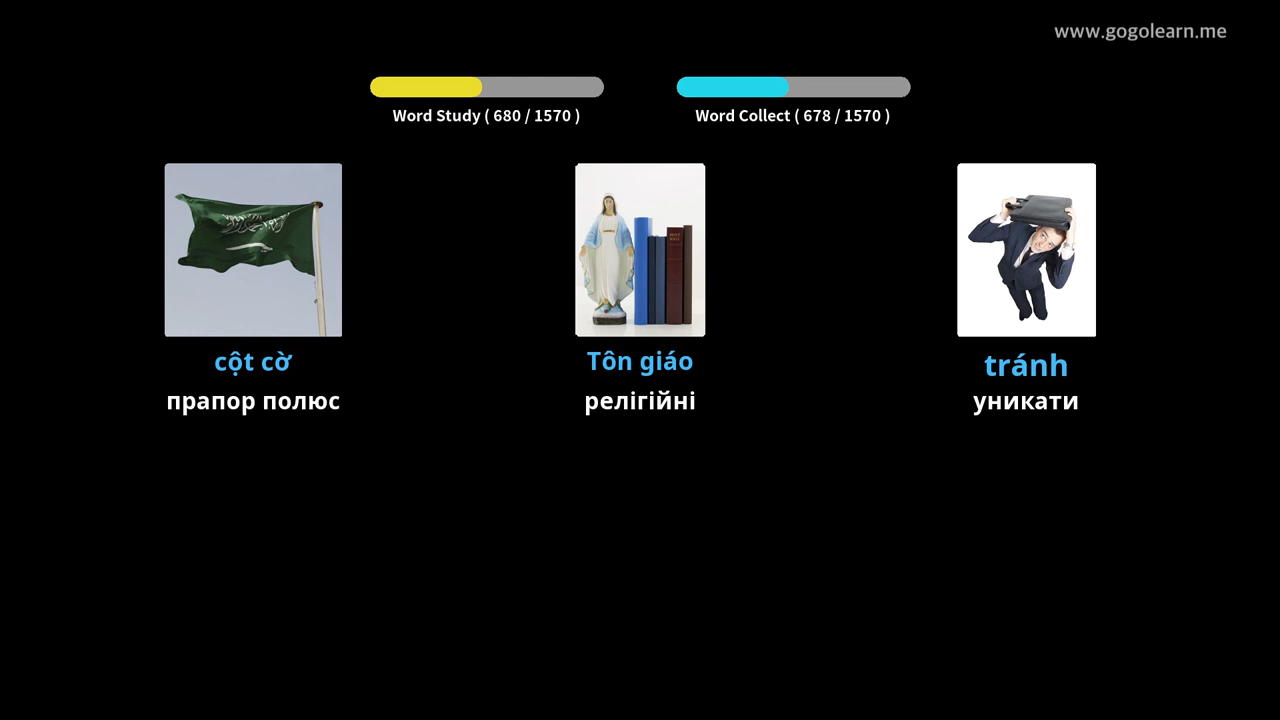 www.gogolearn.me
Word Study ( 680 / 1570 )
Word Collect ( 678 / 1570 )
cột cờ
Tôn giáo
tránh
прапор полюс
релігійні
уникати